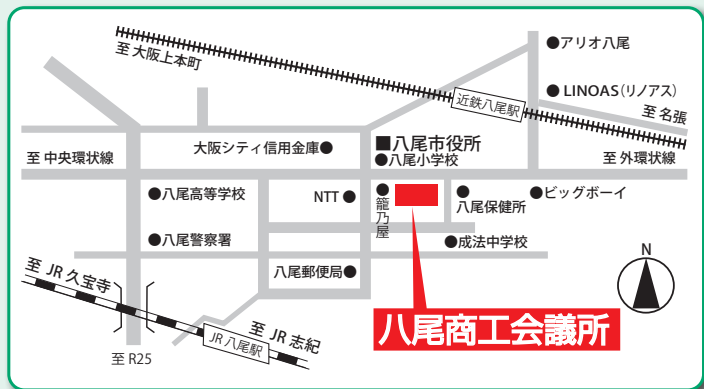 至 大阪上本町
●アリオ八尾
近鉄八尾駅
●LINOAS(リノアス)
至 名張
大阪シティ信用金庫●
■八尾市役所
●八尾小学校
至 中央環状線
至 外環状線
●八尾高等学校
NTT●
●籠乃屋
●八尾保健所
●ビッグボーイ
●八尾警察署
●成法中学校
八尾郵便局●
至 JR 久宝寺
N
至 JR 志紀
JR 八尾駅
八尾商工会議所
至 R25